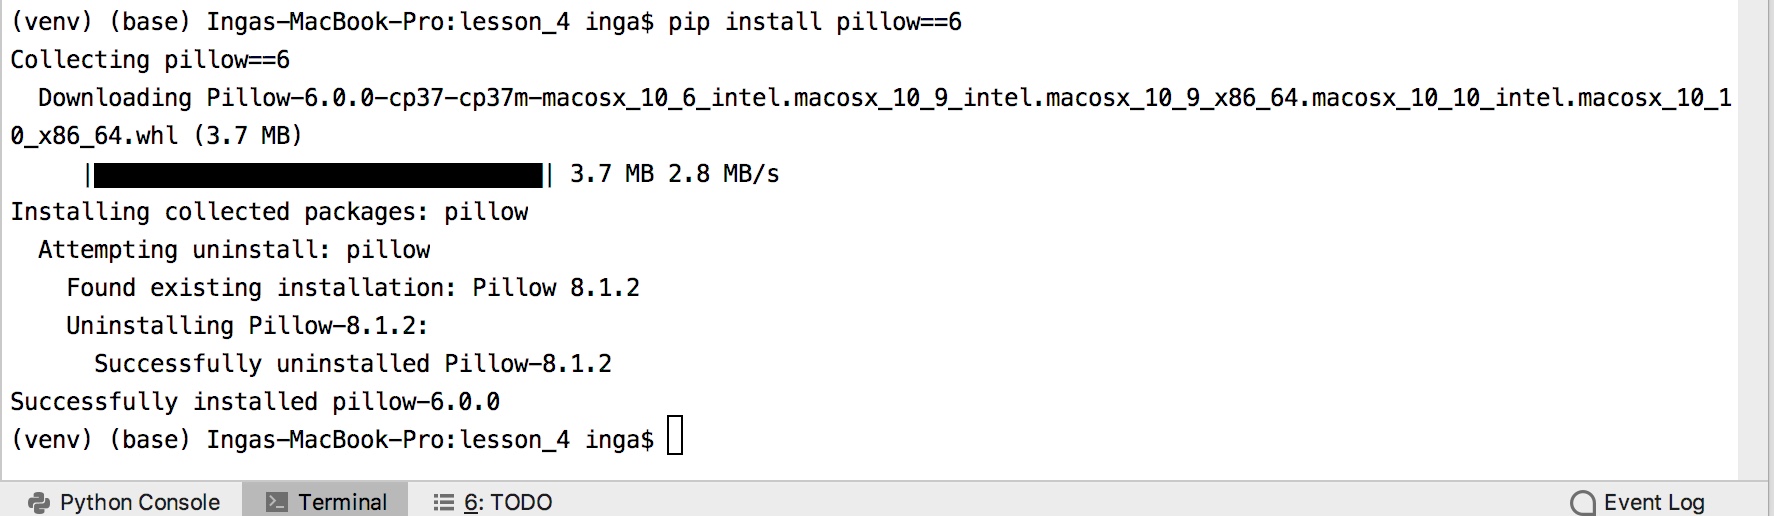 (venv) (base) Ingas-MacBook-Pro:lesson_4 inga$ pip install pillow==6
Collecting pillow==6
  Downloading Pillow-6.0.0-cp37-cp37m-macosx_10_6_intel.macosx_10_9_intel.macosx_10_9_x86_64.macosx_10_10_intel.macosx_10_1
0_x86_64.whl (3.7 MB)
     |████████████████████████████████| 3.7 MB 2.8 MB/s
Installing collected packages: pillow
  Attempting uninstall: pillow
    Found existing installation: Pillow 8.1.2
    Uninstalling Pillow-8.1.2:
      Successfully uninstalled Pillow-8.1.2
Successfully installed pillow-6.0.0
(venv) (base) Ingas-MacBook-Pro:lesson_4 inga$
Python Console Terminal 6: TODO Event Log